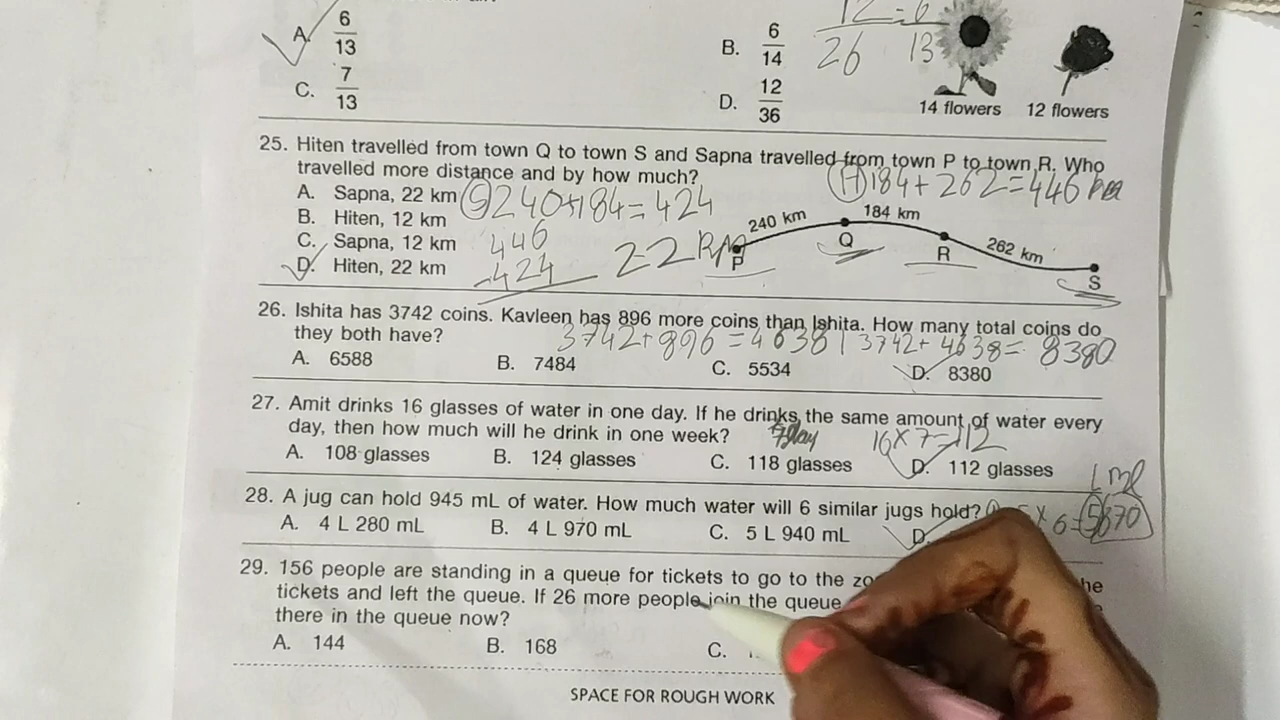 A. 6/13
B. 6/14
12 = 6
26 13
C. 7/13
D. 12/36
14 flowers 12 flowers
25. Hiten travelled from town Q to town S and Sapna travelled from town P to town R. Who
travelled more distance and by how much?
(H) 184 + 262 = 446 km
A. Sapna, 22 km
(S) 240 + 184 = 424
B. Hiten, 12 km
C. Sapna, 12 km
D. Hiten, 22 km
446
- 424
22 km
240 km 184 km 262 km
P Q R S
26. Ishita has 3742 coins. Kavleen has 896 more coins than Ishita. How many total coins do
they both have?
3742 + 896 = 4638 | 3742 + 4638 = 8380
A. 6588 B. 7484 C. 5534 D. 8380
27. Amit drinks 16 glasses of water in one day. If he drinks the same amount of water every
day, then how much will he drink in one week?
7 day 16 x 7 = 112
A. 108 glasses B. 124 glasses C. 118 glasses D. 112 glasses
L ml
28. A jug can hold 945 mL of water. How much water will 6 similar jugs hold?
x 6 = 5670
A. 4 L 280 mL B. 4 L 970 mL C. 5 L 940 mL D.
29. 156 people are standing in a queue for tickets to go to the
tickets and left the queue. If 26 more people join the queue
there in the queue now?
A. 144 B. 168 C.
SPACE FOR ROUGH WORK